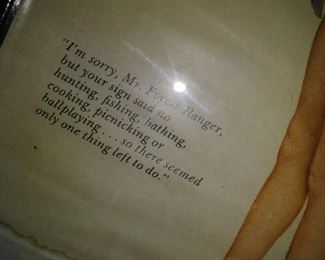 "I'm sorry, Mr. Forest Ranger,
but your sign said no
hunting, fishing, bathing,
cooking, picnicking or
ballplaying . . . so there seemed
only one thing left to do."